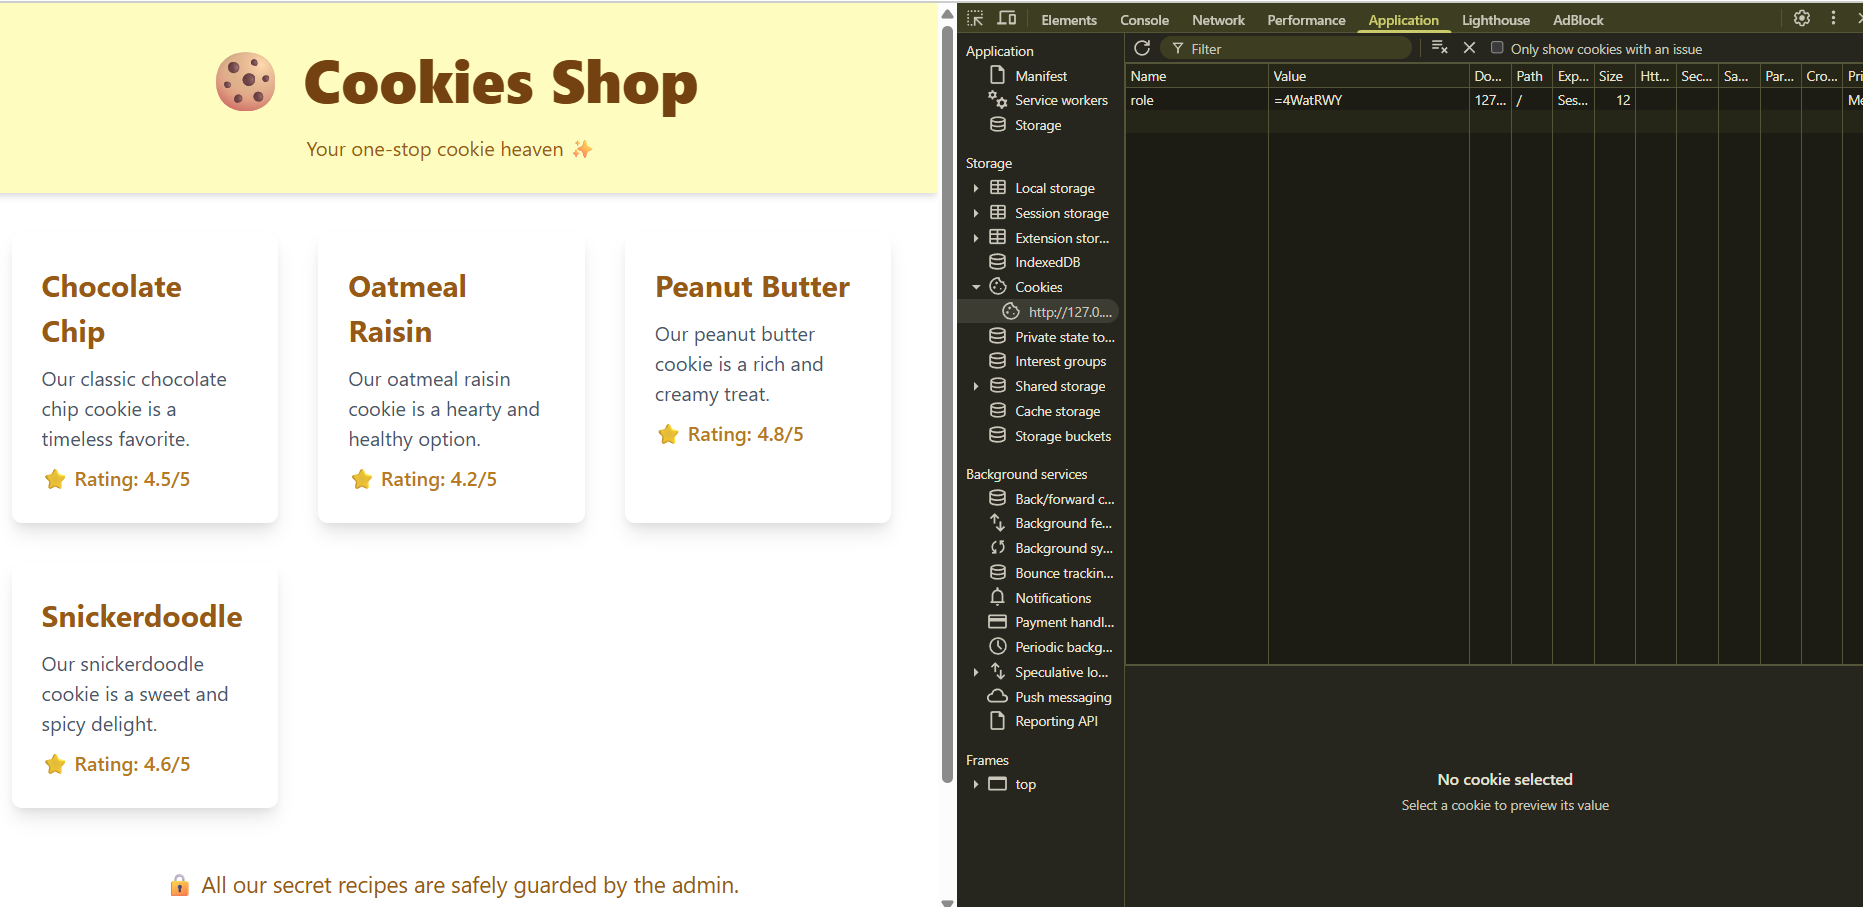 Cookies Shop
Your one-stop cookie heaven ✨
Chocolate
Chip
Our classic chocolate
chip cookie is a
timeless favorite.
⭐ Rating: 4.5/5
Oatmeal
Raisin
Our oatmeal raisin
cookie is a hearty and
healthy option.
⭐ Rating: 4.2/5
Peanut Butter
Our peanut butter
cookie is a rich and
creamy treat.
⭐ Rating: 4.8/5
Snickerdoodle
Our snickerdoodle
cookie is a sweet and
spicy delight.
⭐ Rating: 4.6/5
🔒 All our secret recipes are safely guarded by the admin.
Elements Console Network Performance Application Lighthouse AdBlock
Application
Manifest
Service workers
Storage
Storage
Local storage
Session storage
Extension stor...
IndexedDB
Cookies
http://127.0....
Private state to...
Interest groups
Shared storage
Cache storage
Storage buckets
Background services
Back/forward c...
Background fe...
Background sy...
Bounce trackin...
Notifications
Payment handl...
Periodic backg...
Speculative lo...
Push messaging
Reporting API
Frames
top
Filter Only show cookies with an issue
Name Value Do... Path Exp... Size Htt... Sec... Sa... Par... Cro... Pri
role =4WatRWY 127... / Ses... 12 Me
No cookie selected
Select a cookie to preview its value